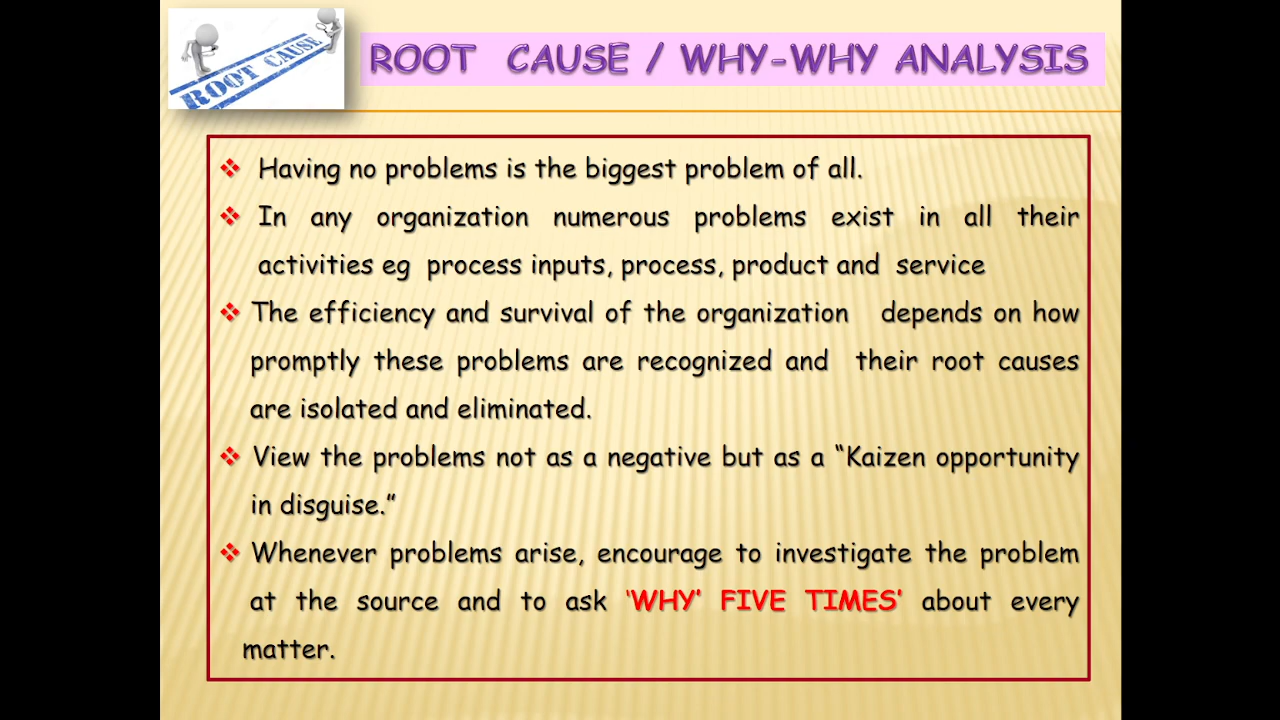 ROOT CAUSE
ROOT CAUSE / WHY-WHY ANALYSIS
❖ Having no problems is the biggest problem of all.
❖ In any organization numerous problems exist in all their
activities eg process inputs, process, product and service
❖ The efficiency and survival of the organization depends on how
promptly these problems are recognized and their root causes
are isolated and eliminated.
❖ View the problems not as a negative but as a “Kaizen opportunity
in disguise.”
❖ Whenever problems arise, encourage to investigate the problem
at the source and to ask ‘WHY’ FIVE TIMES’ about every
matter.